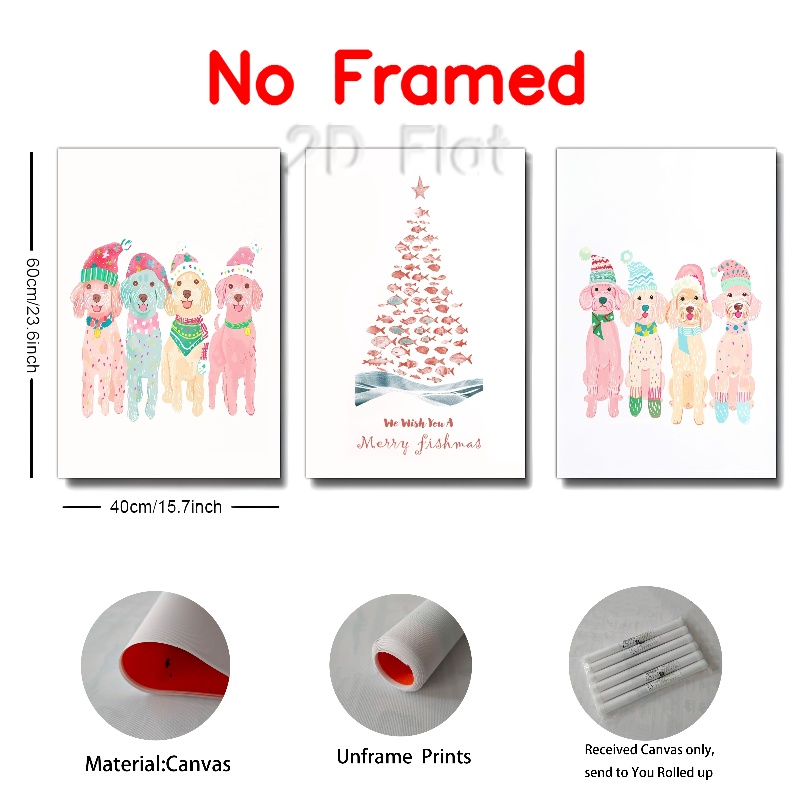 No Framed
2D Flat
60cm/23.6inch
We Wish You A
Merry fishmas
40cm/15.7inch
Material:Canvas
Unframe Prints
Received Canvas only,
send to You Rolled up